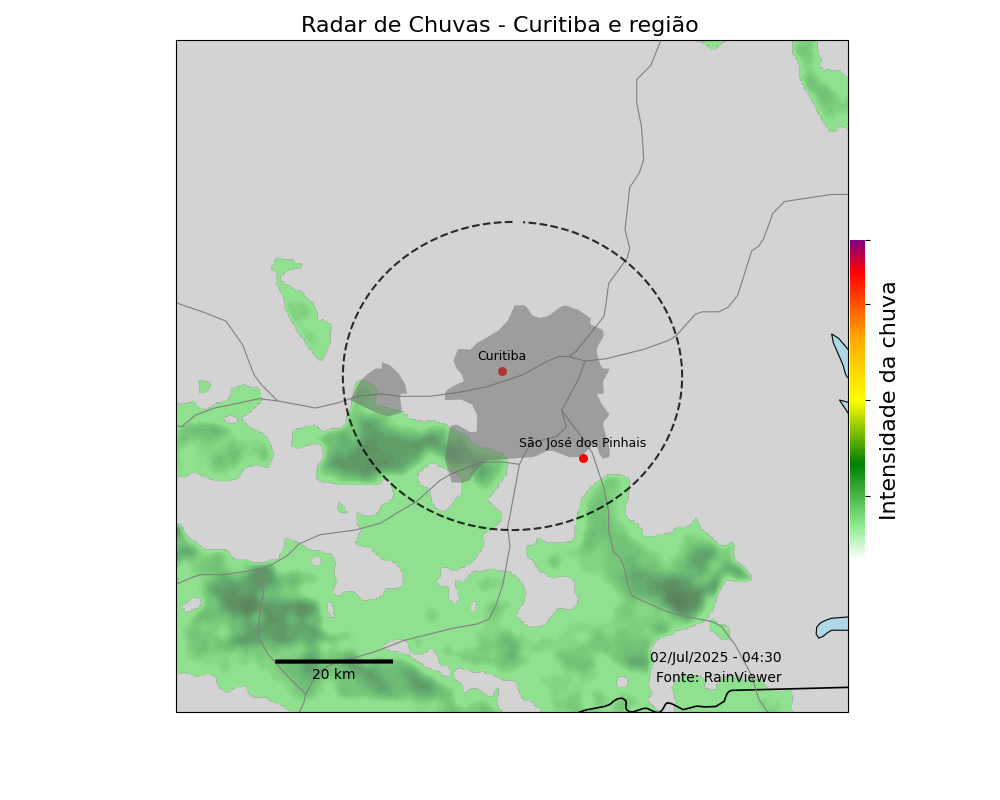 Radar de Chuvas - Curitiba e região
Curitiba
São José dos Pinhais
Intensidade da chuva
02/Jul/2025 - 04:30
Fonte: RainViewer
20 km